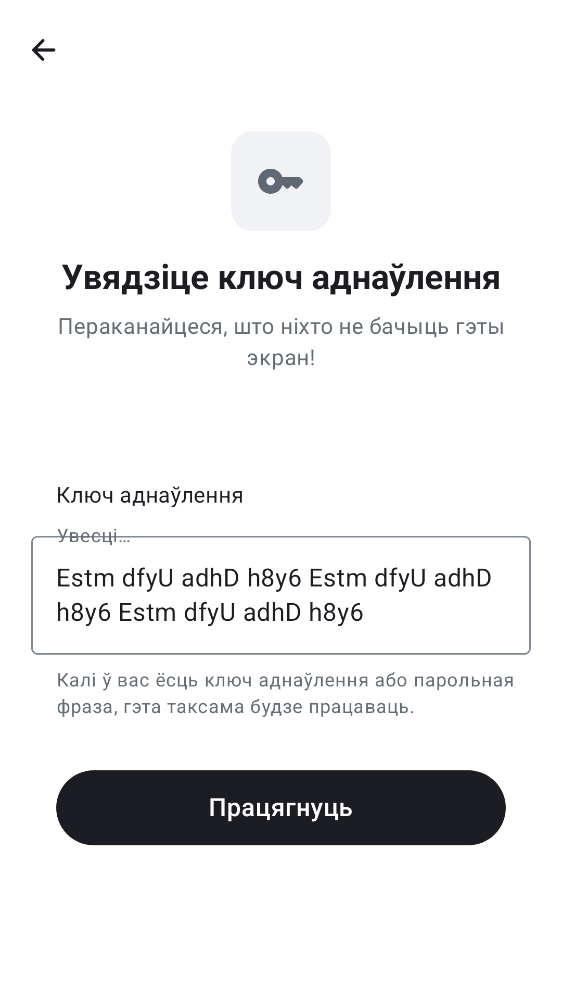 Увядзіце ключ аднаўлення
Пераканайцеся, што ніхто не бачыць гэты
экран!
Ключ аднаўлення
Увесці...
Estm dfyU adhD h8y6 Estm dfyU adhD
h8y6 Estm dfyU adhD h8y6
Калі ў вас ёсць ключ аднаўлення або парольная
фраза, гэта таксама будзе працаваць.
Працягнуць